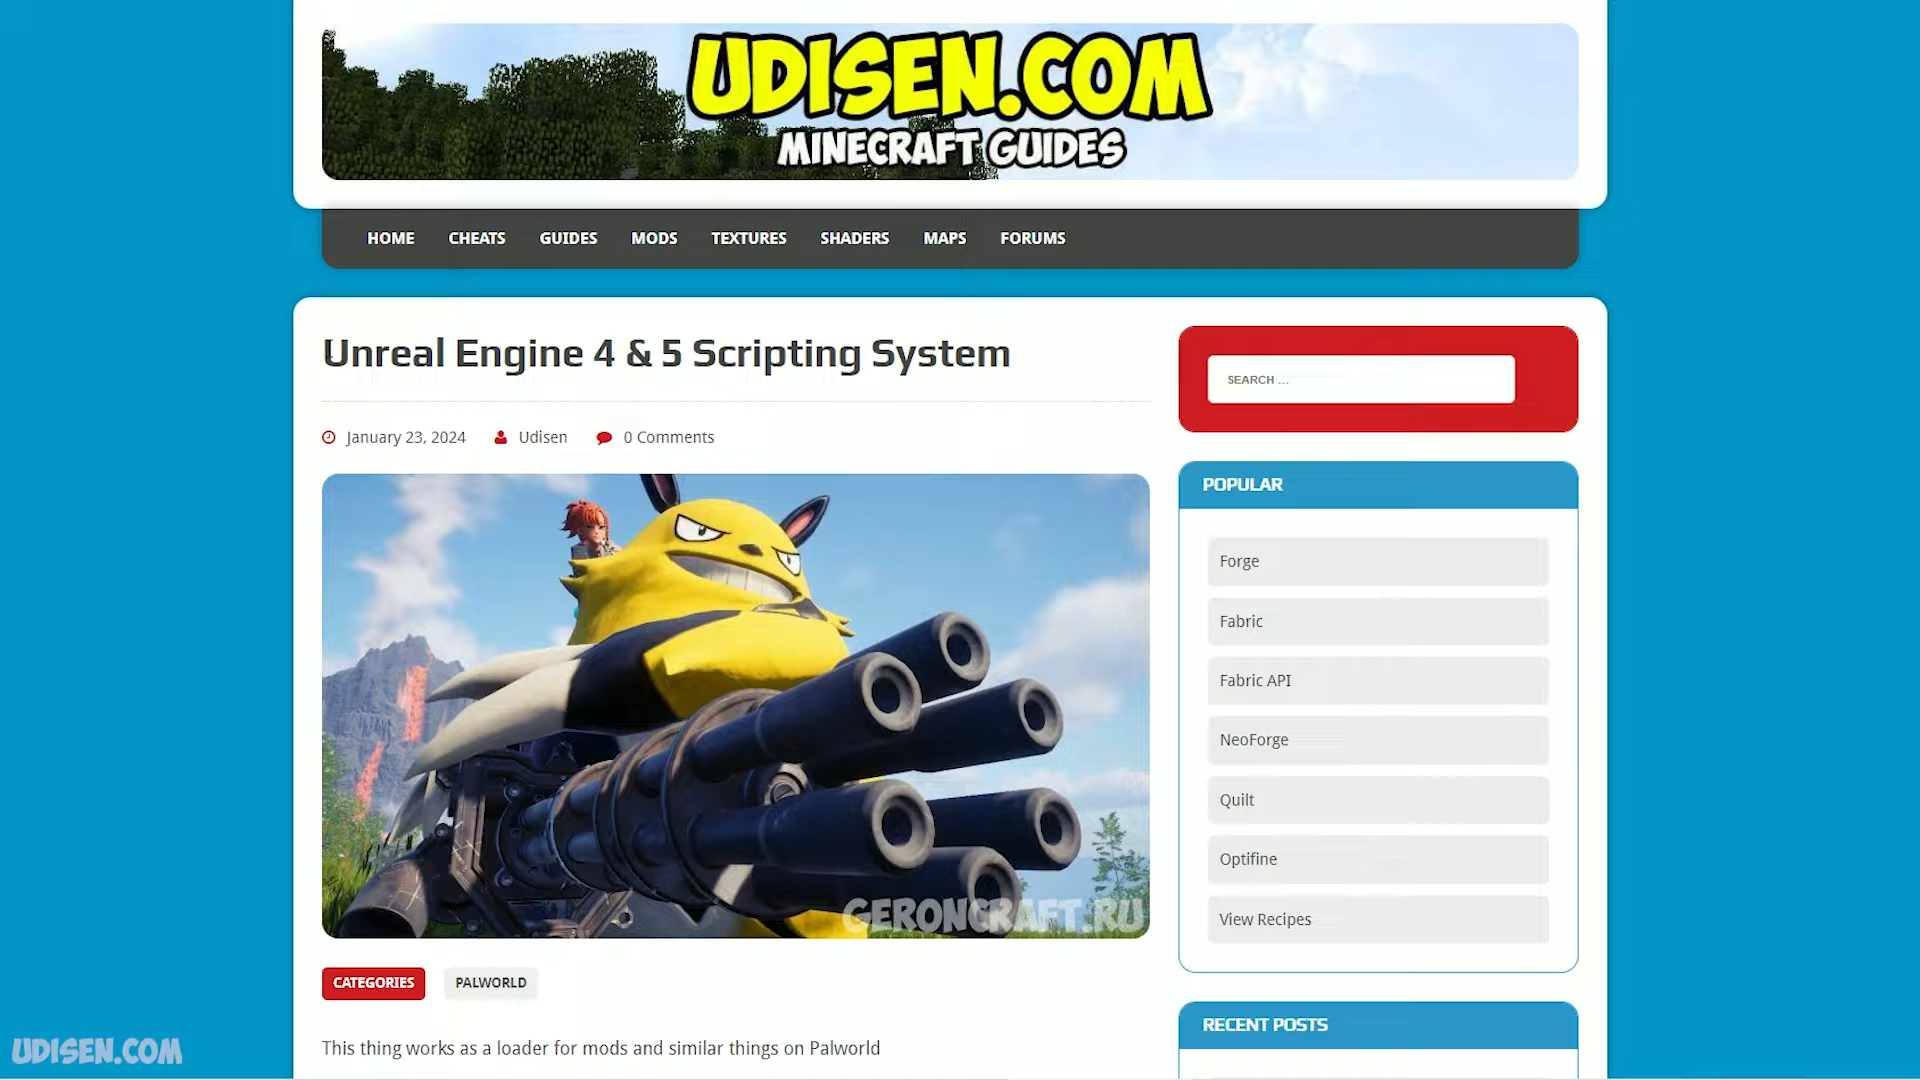 UDISEN.COM
MINECRAFT GUIDES
HOME CHEATS GUIDES MODS TEXTURES SHADERS MAPS FORUMS
Unreal Engine 4 & 5 Scripting System
January 23, 2024 Udisen 0 Comments
GERONCRAFT.RU
CATEGORIES PALWORLD
This thing works as a loader for mods and similar things on Palworld
SEARCH ...
POPULAR
Forge
Fabric
Fabric API
NeoForge
Quilt
Optifine
View Recipes
RECENT POSTS
UDISEN.COM